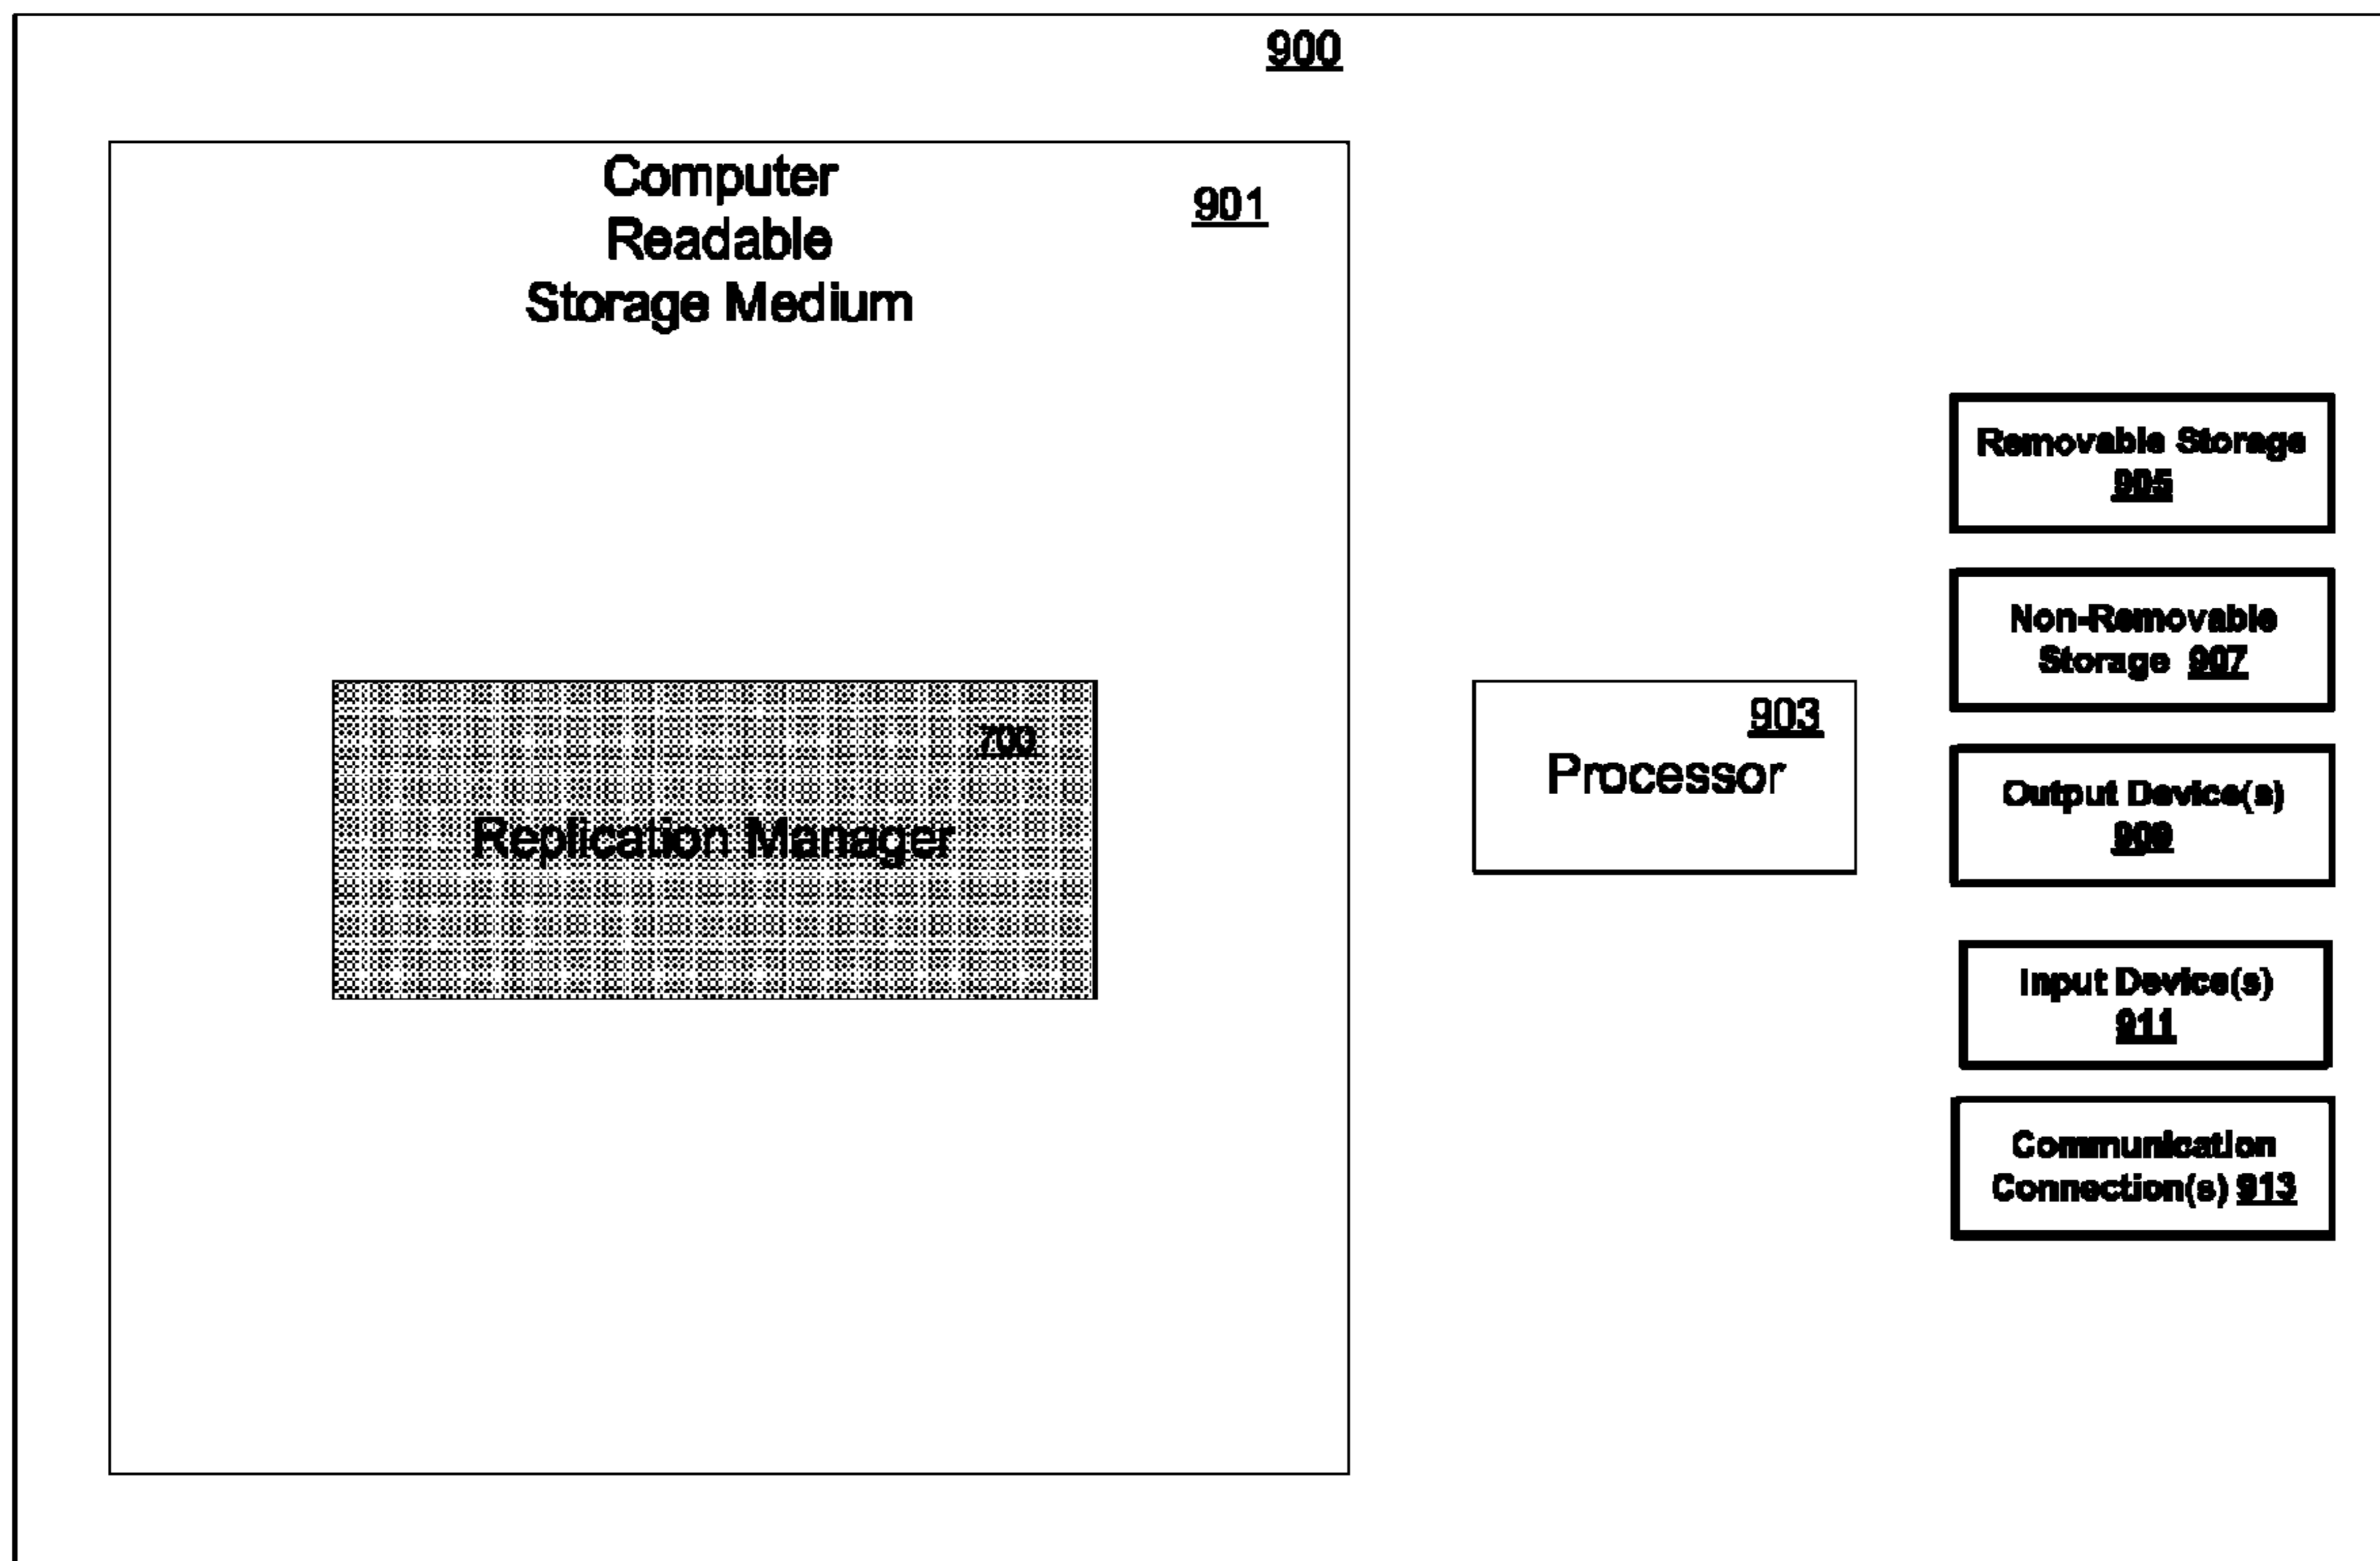 900
Computer
Readable
Storage Medium
901
700
Replication Manager
903
Processor
Removable Storage
905
Non-Removable
Storage 907
Output Device(s)
909
Input Device(s)
911
Communication
Connection(s) 913